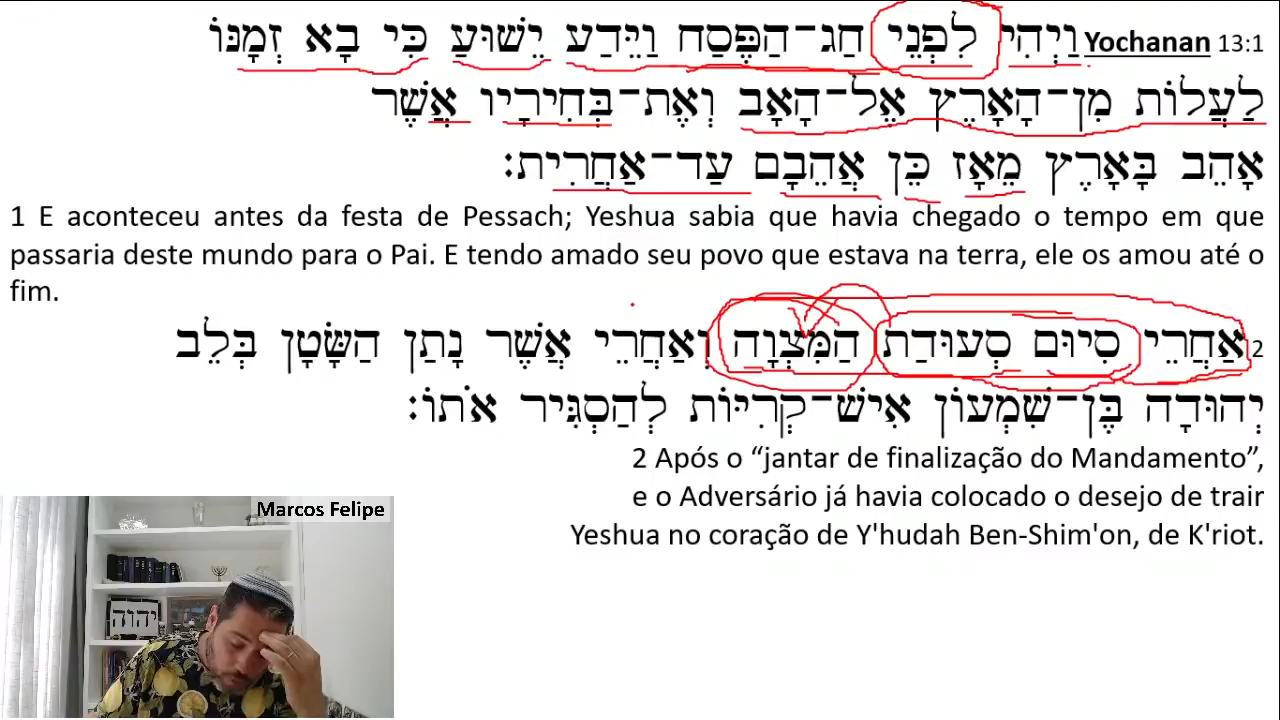 Yochanan 13:1 וַיְהִי לִפְנֵי חַג־הַפֶּסַח וַיֵּדַע יֵשׁוּעַ כִּי בָא זְמָנּוֹ
לַעֲלוֹת מִן־הָאָרֶץ אֶל־הָאָב וְאֶת־בְּחִירָיו אֲשֶׁר
אָהֵב בָּאָרֶץ מֵאָז כֵּן אֲהֵבָם עַד־אַחֲרִית׃
1 E aconteceu antes da festa de Pessach; Yeshua sabia que havia chegado o tempo em que
passaria deste mundo para o Pai. E tendo amado seu povo que estava na terra, ele os amou até o
fim.
2 אַחֲרֵי סִיוּם סְעוּדַת הַמִּצְוָה וְאַחֲרֵי אֲשֶׁר נָתַן הַשָּׂטָן בְּלֵב
יְהוּדָה בֶּן־שִׁמְעוֹן אִישׁ־קְרִיּוֹת לְהַסְגִּיר אֹתוֹ׃
2 Após o “jantar de finalização do Mandamento”,
e o Adversário já havia colocado o desejo de trair
Yeshua no coração de Y'hudah Ben-Shim'on, de K'riot.
Marcos Felipe
יהוה